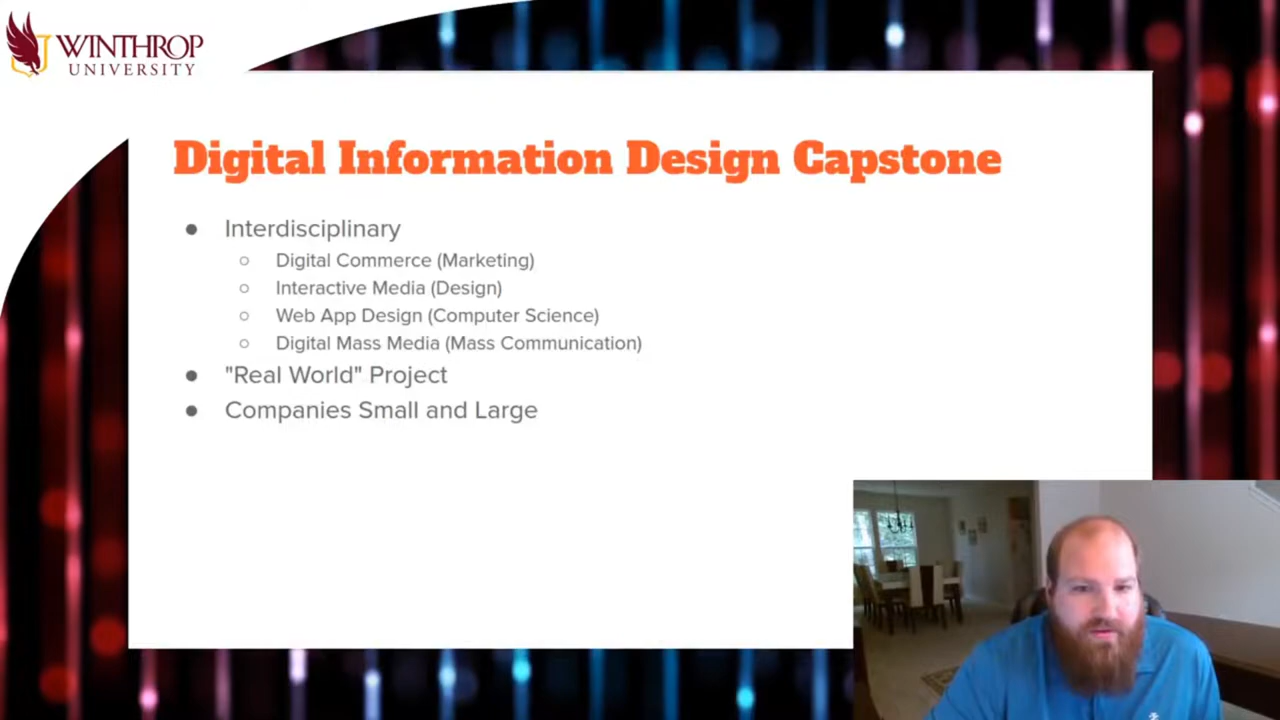 WINTHROP
UNIVERSITY
Digital Information Design Capstone
● Interdisciplinary
○ Digital Commerce (Marketing)
○ Interactive Media (Design)
○ Web App Design (Computer Science)
○ Digital Mass Media (Mass Communication)
● "Real World" Project
● Companies Small and Large